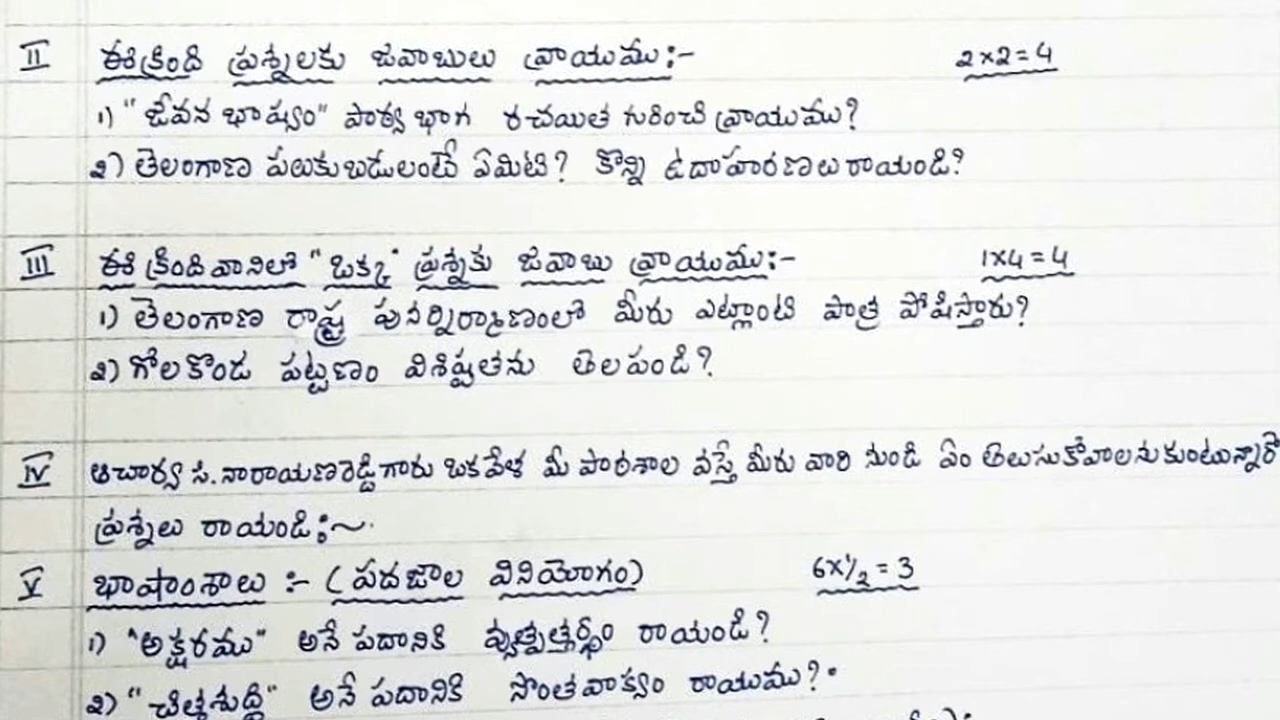 II ఈక్రింది ప్రశ్నలకు జవాబులు వ్రాయుము:- 2×2=4
1) "జీవన భాష్యం" పాఠ్య భాగ రచయిత గురించి వ్రాయుము?
2) తెలంగాణ పలుకుబడులంటే ఏమిటి? కొన్ని ఉదాహరణలు రాయండి?
III ఈ క్రిందివానిలో "ఒక్క" ప్రశ్నకు జవాబు వ్రాయుము:- 1×4=4
1) తెలంగాణ రాష్ట్ర పునర్నిర్మాణంలో మీరు ఎట్లాంటి పాత్ర పోషిస్తారు?
2) గోలకొండ పట్టణం విశిష్టతను తెలపండి?
IV ఆచార్య సి.నారాయణరెడ్డిగారు ఒకవేళ మీ పాఠశాల వస్తే మీరు వారి నుండి ఏం తెలుసుకోవాలనుకుంటున్నారో
ప్రశ్నలు రాయండి:~
V భాషాంశాలు :- (పదజాల వినియోగం) 6×1/2=3
1) "అక్షరము" అనే పదానికి వ్యుత్పత్యర్థం రాయండి?
2) "చిత్తశుద్ధి" అనే పదానికి సొంతవాక్యం రాయుము?